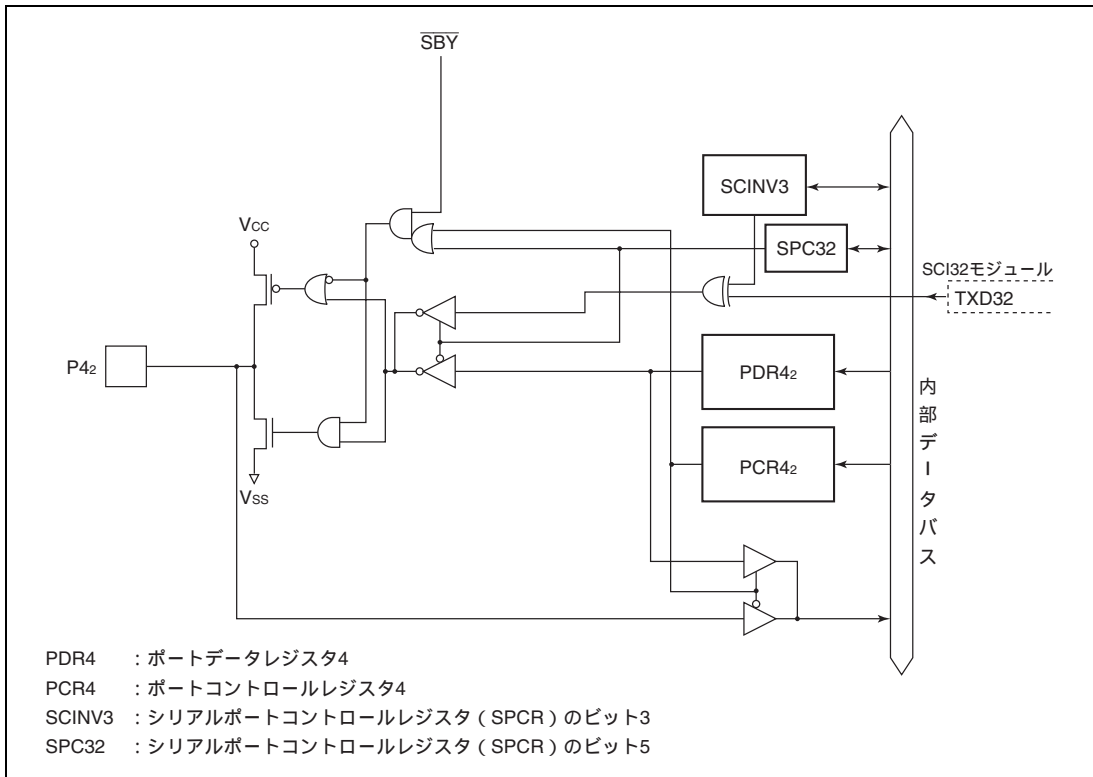 SBY
SCINV3
VCC
SPC32
SCI32モジュール
TXD32
P42
PDR42
PCR42
VSS
内部データバス
PDR4 : ポートデータレジスタ4
PCR4 : ポートコントロールレジスタ4
SCINV3 : シリアルポートコントロールレジスタ（SPCR）のビット3
SPC32 : シリアルポートコントロールレジスタ（SPCR）のビット5